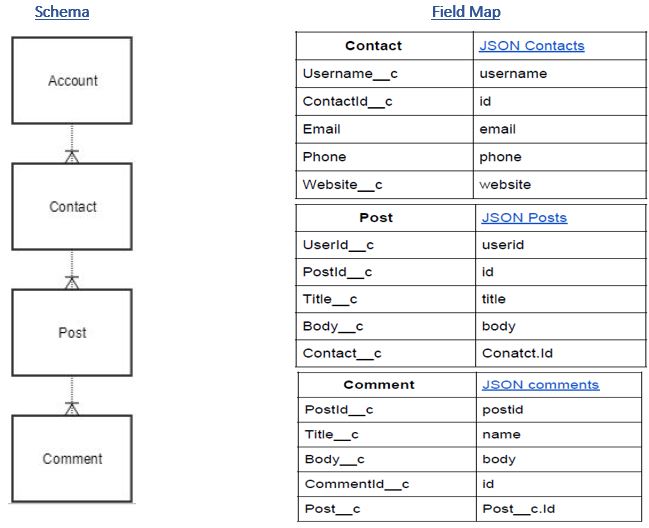 Schema
Account
Contact
Post
Comment
Field Map
Contact JSON Contacts
Username__c username
ContactId__c id
Email email
Phone phone
Website__c website
Post JSON Posts
UserId__c userid
PostId__c id
Title__c title
Body__c body
Contact__c Conatct.Id
Comment JSON comments
PostId__c postid
Title__c name
Body__c body
CommentId__c id
Post__c Post__c.Id